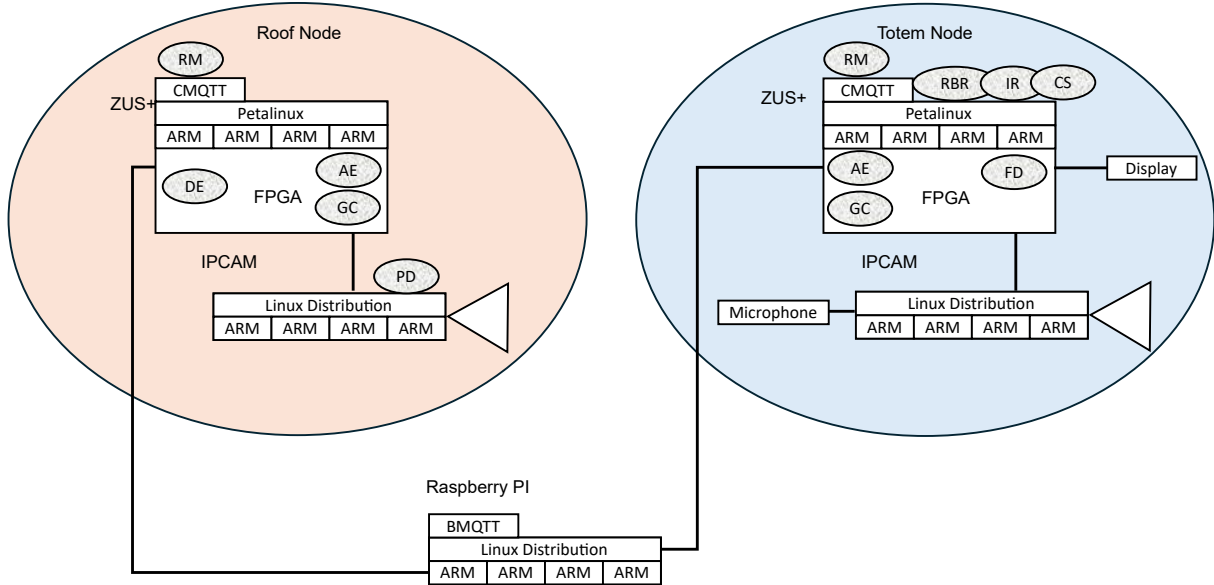 Roof Node
RM
CMQTT
ZUS+
Petalinux
ARM ARM ARM ARM
DE
AE
FPGA
GC
IPCAM
PD
Linux Distribution
ARM ARM ARM ARM
Totem Node
RM
ZUS+
CMQTT
RBR
IR
CS
Petalinux
ARM ARM ARM ARM
AE
FD
Display
FPGA
GC
IPCAM
Linux Distribution
Microphone
ARM ARM ARM ARM
Raspberry PI
BMQTT
Linux Distribution
ARM ARM ARM ARM